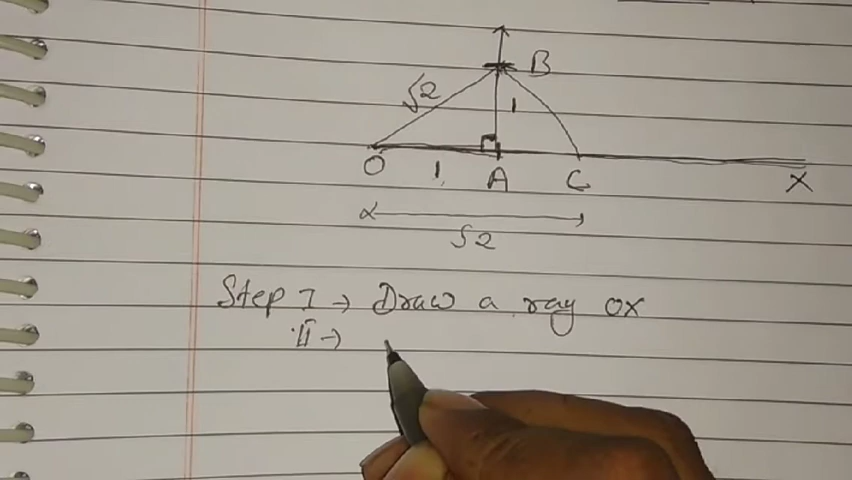 B
√2
1
O
1
A
C
X
√2
Step I → Draw a ray OX
II →